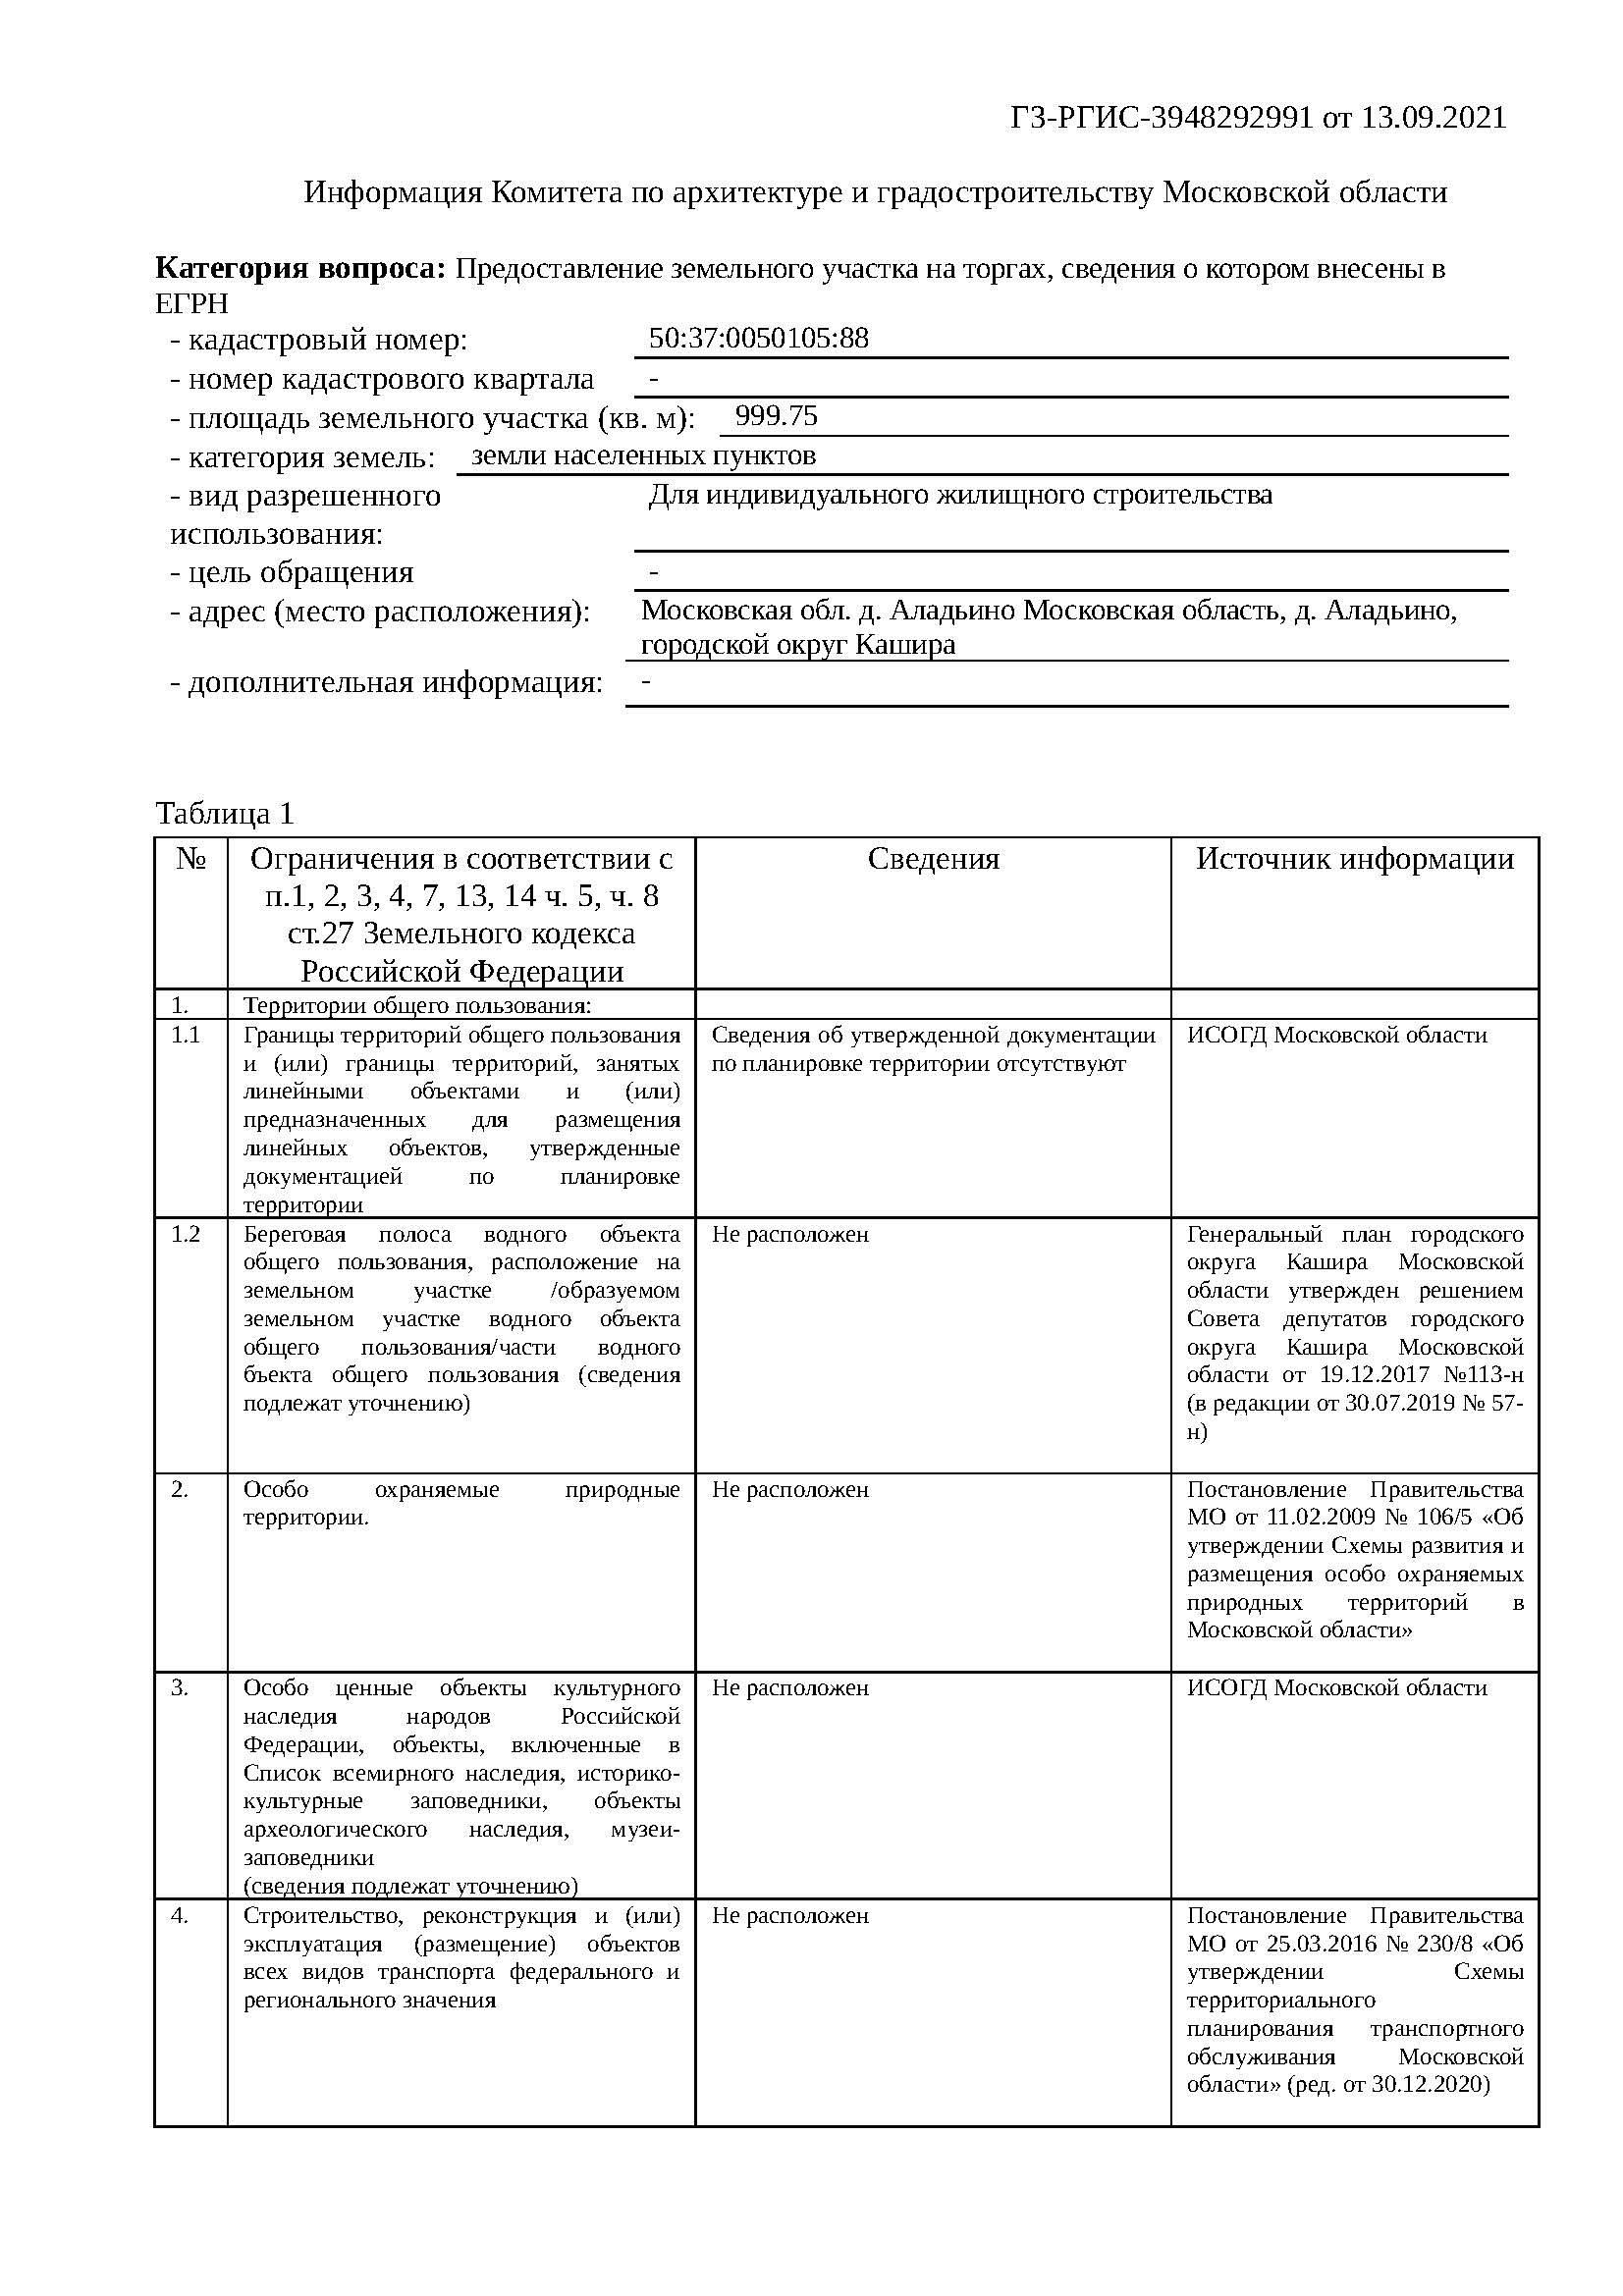 ГЗ-РГИС-3948292991 от 13.09.2021
Информация Комитета по архитектуре и градостроительству Московской области
Категория вопроса: Предоставление земельного участка на торгах, сведения о котором внесены в
ЕГРН
- кадастровый номер: 50:37:0050105:88
- номер кадастрового квартала -
- площадь земельного участка (кв. м): 999.75
- категория земель: земли населенных пунктов
- вид разрешенного Для индивидуального жилищного строительства
использования:
- цель обращения -
- адрес (место расположения): Московская обл. д. Аладьино Московская область, д. Аладьино,
городской округ Кашира
- дополнительная информация: -
Таблица 1
№
Ограничения в соответствии с
п.1, 2, 3, 4, 7, 13, 14 ч. 5, ч. 8
ст.27 Земельного кодекса
Российской Федерации
Сведения
Источник информации
1.
Территории общего пользования:
1.1
Границы территорий общего пользования
и (или) границы территорий, занятых
линейными объектами и (или)
предназначенных для размещения
линейных объектов, утвержденные
документацией по планировке
территории
Сведения об утвержденной документации
по планировке территории отсутствуют
ИСОГД Московской области
1.2
Береговая полоса водного объекта
общего пользования, расположение на
земельном участке /образуемом
земельном участке водного объекта
общего пользования/части водного
бъекта общего пользования (сведения
подлежат уточнению)
Не расположен
Генеральный план городского
округа Кашира Московской
области утвержден решением
Совета депутатов городского
округа Кашира Московской
области от 19.12.2017 №113-н
(в редакции от 30.07.2019 № 57-
н)
2.
Особо охраняемые природные
территории.
Не расположен
Постановление Правительства
МО от 11.02.2009 № 106/5 «Об
утверждении Схемы развития и
размещения особо охраняемых
природных территорий в
Московской области»
3.
Особо ценные объекты культурного
наследия народов Российской
Федерации, объекты, включенные в
Список всемирного наследия, историко-
культурные заповедники, объекты
археологического наследия, музеи-
заповедники
(сведения подлежат уточнению)
Не расположен
ИСОГД Московской области
4.
Строительство, реконструкция и (или)
эксплуатация (размещение) объектов
всех видов транспорта федерального и
регионального значения
Не расположен
Постановление Правительства
МО от 25.03.2016 № 230/8 «Об
утверждении Схемы
территориального
планирования транспортного
обслуживания Московской
области» (ред. от 30.12.2020)